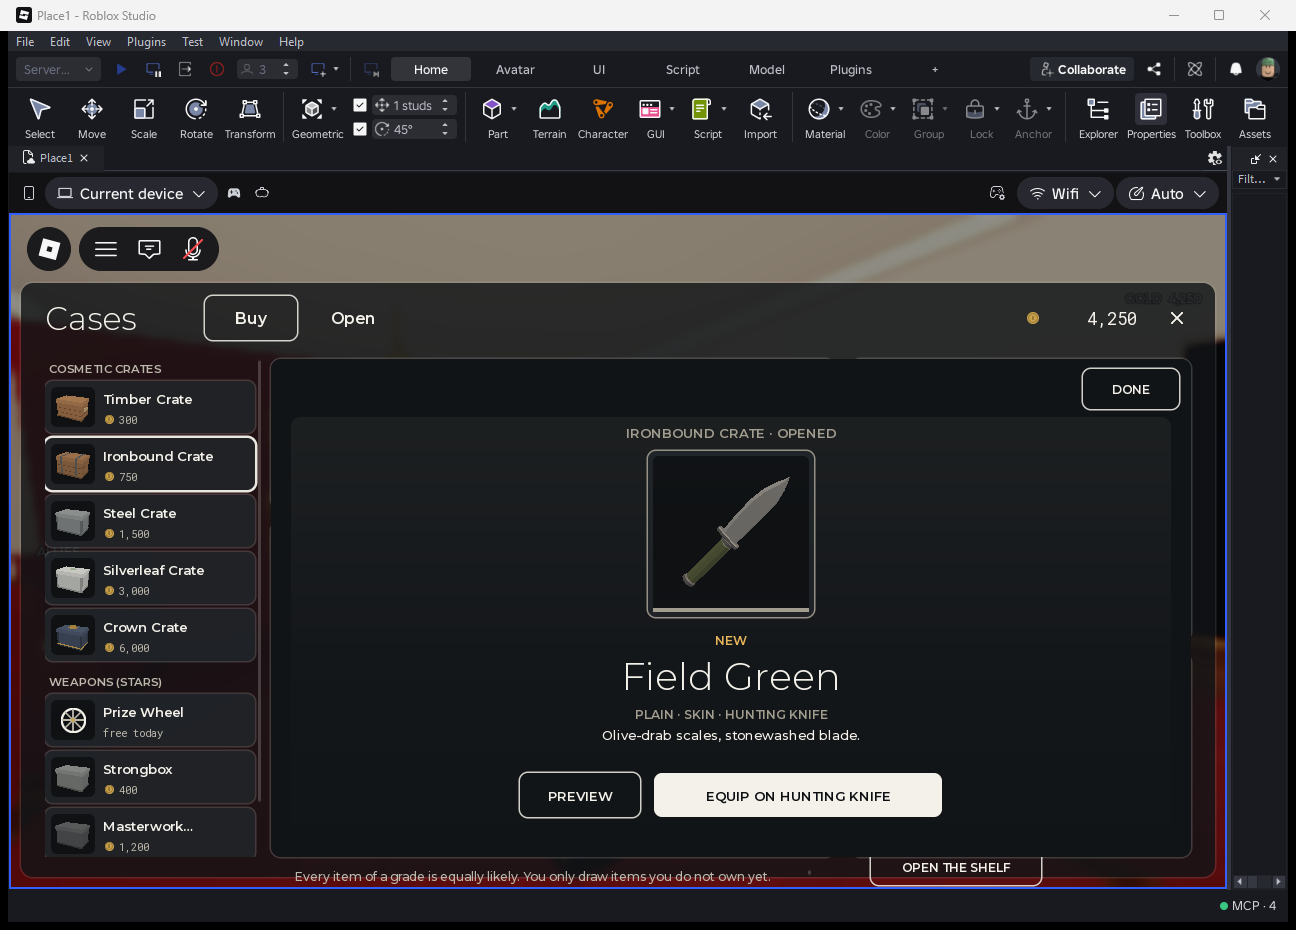 Place1 - Roblox Studio
File Edit View Plugins Test Window Help
Server... 3 Home Avatar UI Script Model Plugins + Collaborate
1 studs
45°
Select Move Scale Rotate Transform Geometric Part Terrain Character GUI Script Import Material Color Group Lock Anchor Explorer Properties Toolbox Assets
Place1
Filt...
Current device Wifi Auto
GOLD 4,250
Cases Buy Open 4,250
COSMETIC CRATES
Timber Crate
300
Ironbound Crate
750
Steel Crate
1,500
Silverleaf Crate
3,000
Crown Crate
6,000
WEAPONS (STARS)
Prize Wheel
free today
Strongbox
400
Masterwork...
1,200
DONE
IRONBOUND CRATE · OPENED
NEW
Field Green
PLAIN · SKIN · HUNTING KNIFE
Olive-drab scales, stonewashed blade.
PREVIEW EQUIP ON HUNTING KNIFE
OPEN THE SHELF
Every item of a grade is equally likely. You only draw items you do not own yet.
MCP · 4